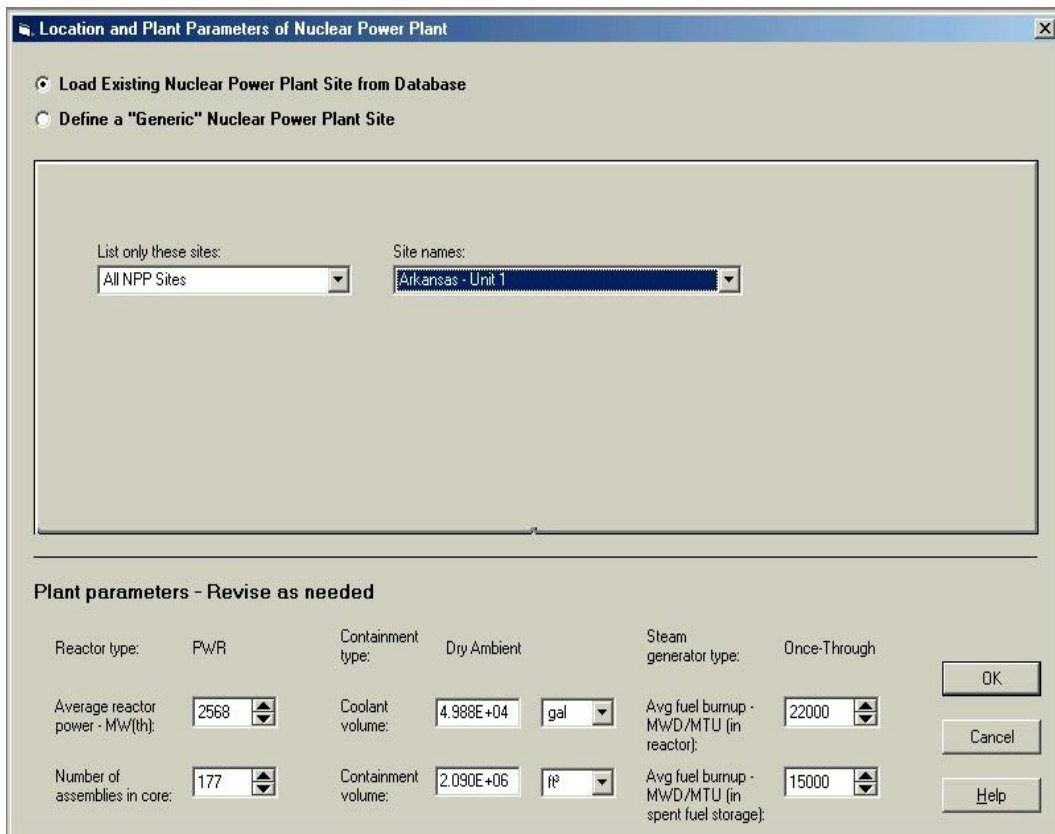 Location and Plant Parameters of Nuclear Power Plant
Load Existing Nuclear Power Plant Site from Database
Define a "Generic" Nuclear Power Plant Site
List only these sites:
All NPP Sites
Site names:
Arkansas - Unit 1
Plant parameters - Revise as needed
Reactor type:
PWR
Containment
type:
Dry Ambient
Steam
generator type:
Once-Through
Average reactor
power - MW(th):
2568
Coolant
volume:
4.988E+04
gal
Avg fuel burnup -
MWD/MTU (in
reactor):
22000
Number of
assemblies in core:
177
Containment
volume:
2.090E+06
ft³
Avg fuel burnup -
MWD/MTU (in
spent fuel storage):
15000
OK
Cancel
Help